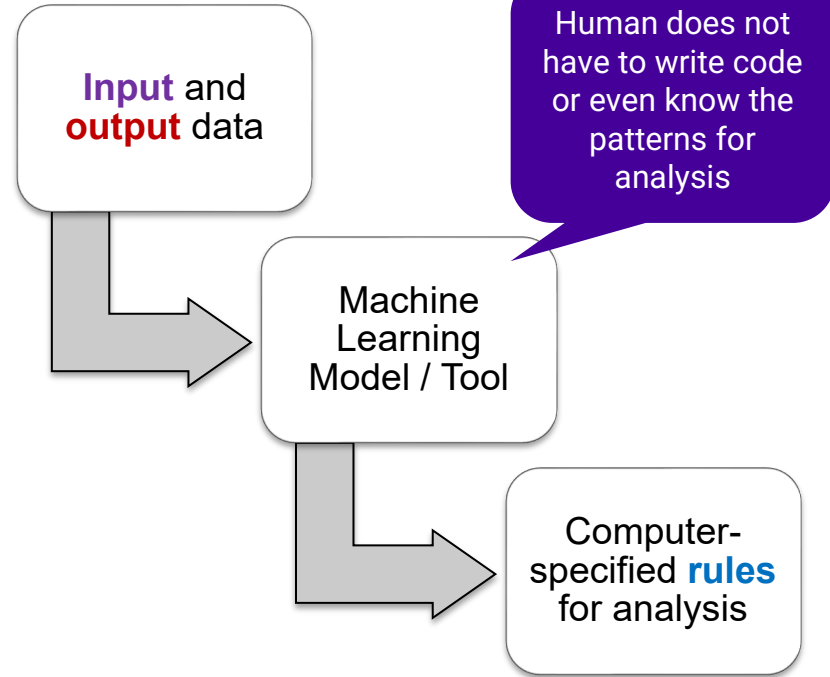 Input and
output data
Human does not
have to write code
or even know the
patterns for
analysis
Machine
Learning
Model / Tool
Computer-
specified rules
for analysis